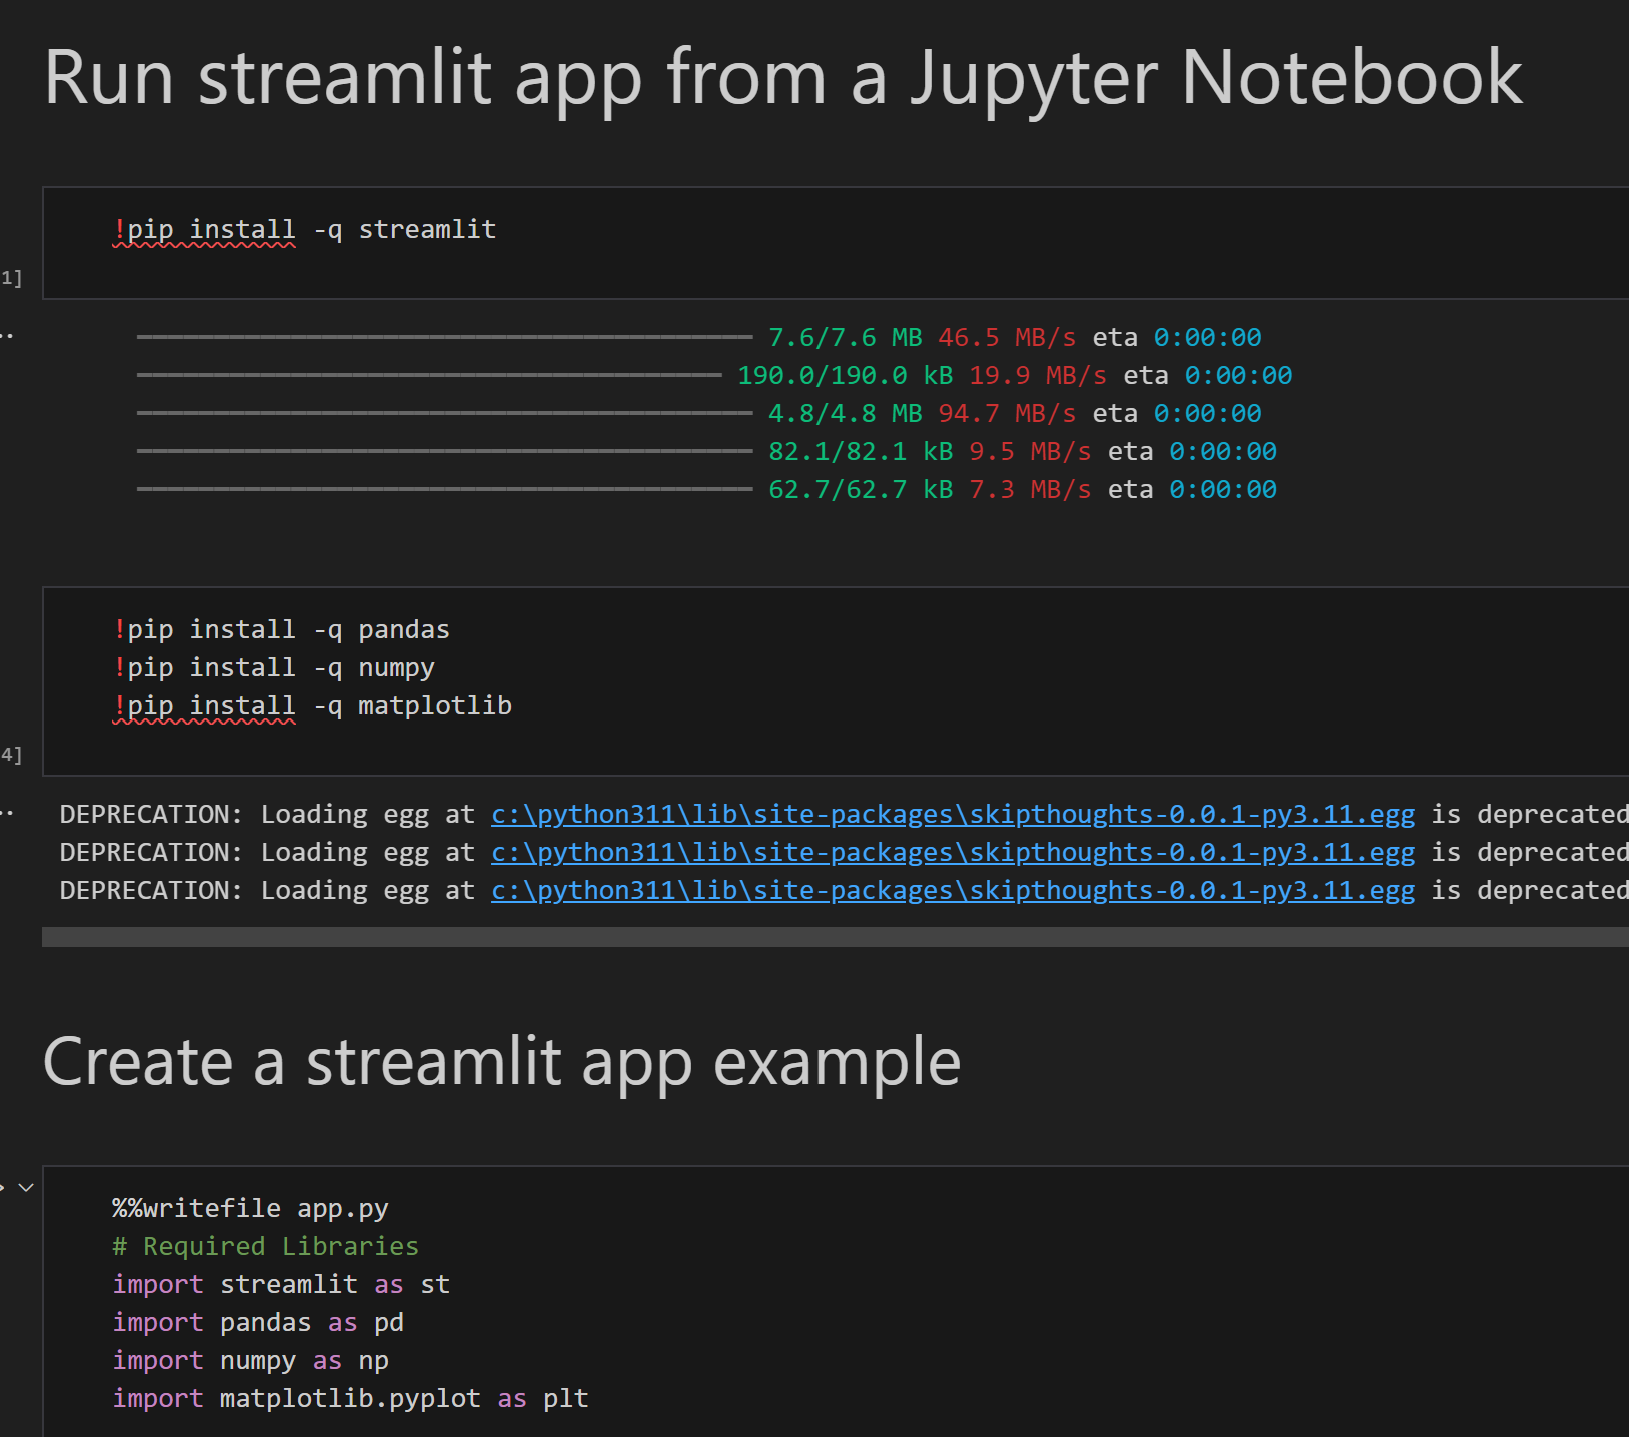 Run streamlit app from a Jupyter Notebook
!pip install -q streamlit
1]
7.6/7.6 MB 46.5 MB/s eta 0:00:00
190.0/190.0 kB 19.9 MB/s eta 0:00:00
4.8/4.8 MB 94.7 MB/s eta 0:00:00
82.1/82.1 kB 9.5 MB/s eta 0:00:00
62.7/62.7 kB 7.3 MB/s eta 0:00:00
!pip install -q pandas
!pip install -q numpy
!pip install -q matplotlib
4]
DEPRECATION: Loading egg at c:\python311\lib\site-packages\skipthoughts-0.0.1-py3.11.egg is deprecated
DEPRECATION: Loading egg at c:\python311\lib\site-packages\skipthoughts-0.0.1-py3.11.egg is deprecated
DEPRECATION: Loading egg at c:\python311\lib\site-packages\skipthoughts-0.0.1-py3.11.egg is deprecated
Create a streamlit app example
%%writefile app.py
# Required Libraries
import streamlit as st
import pandas as pd
import numpy as np
import matplotlib.pyplot as plt